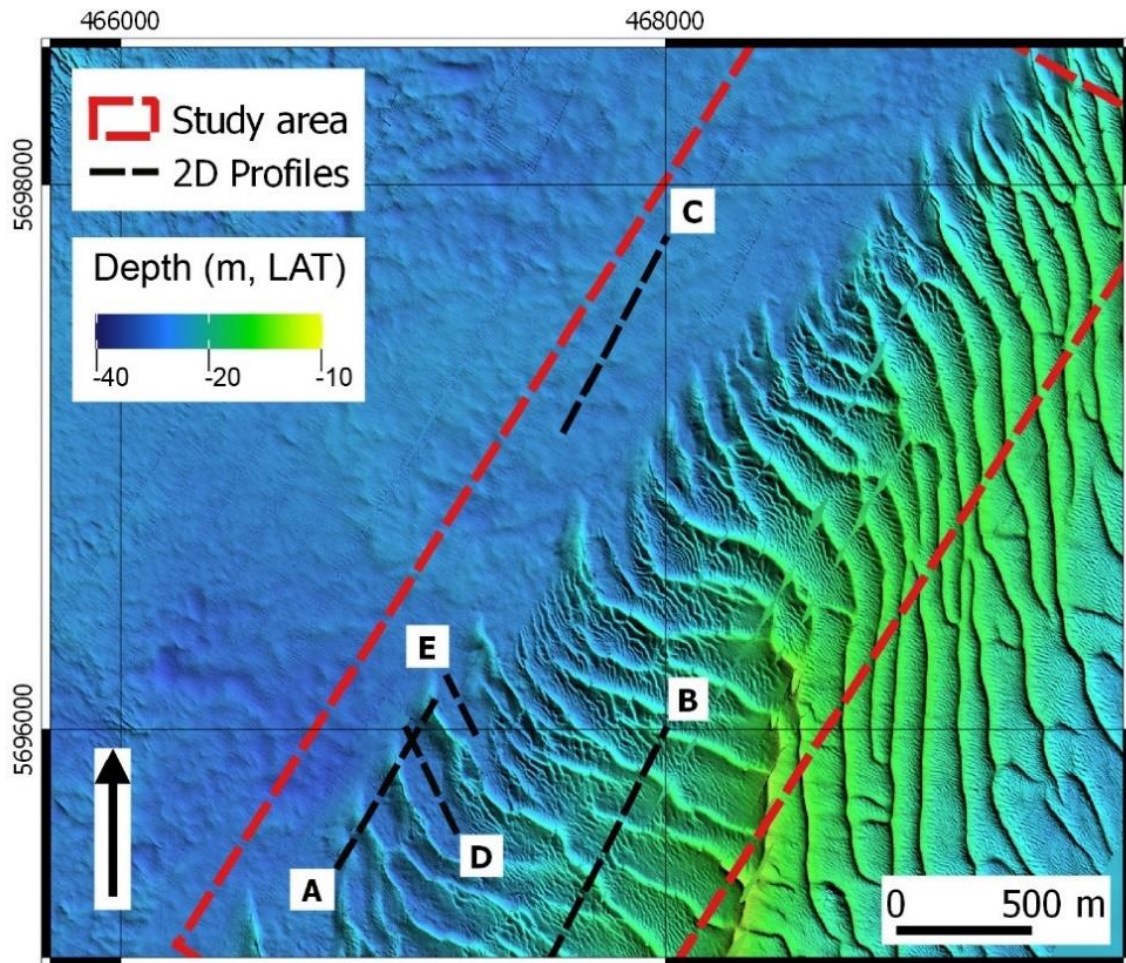 466000 468000
Study area
2D Profiles
Depth (m, LAT)
-40 -20 -10
5698000
5696000
C
E
B
D
A
0 500 m